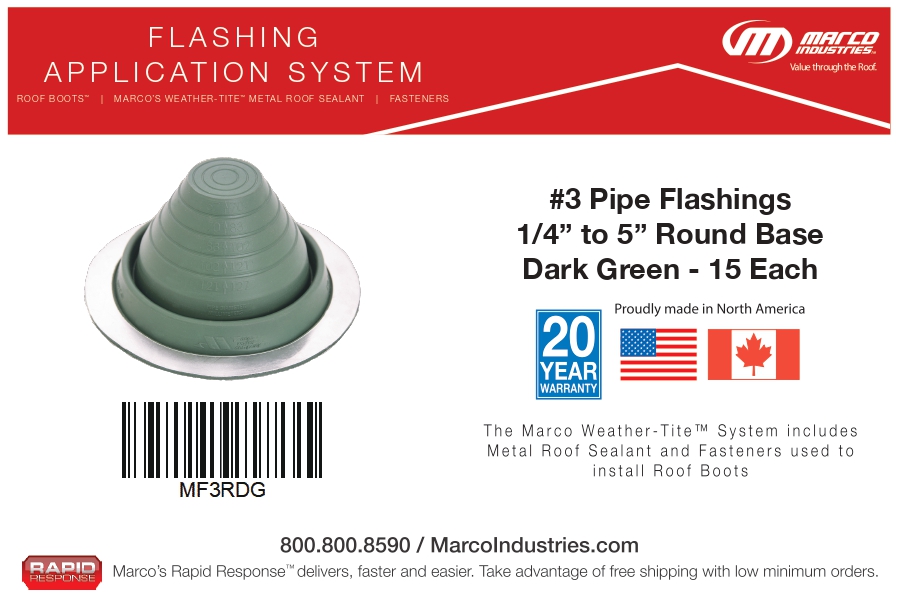 FLASHING
APPLICATION SYSTEM
ROOF BOOTS™ | MARCO'S WEATHER-TITE™ METAL ROOF SEALANT | FASTENERS
MARCO
INDUSTRIES™
Value through the Roof.
#3 Pipe Flashings
1/4” to 5” Round Base
Dark Green - 15 Each
Proudly made in North America
20
YEAR
WARRANTY
The Marco Weather-Tite™ System includes
Metal Roof Sealant and Fasteners used to
install Roof Boots
MF3RDG
800.800.8590 / MarcoIndustries.com
RAPID
RESPONSE
Marco's Rapid Response™ delivers, faster and easier. Take advantage of free shipping with low minimum orders.